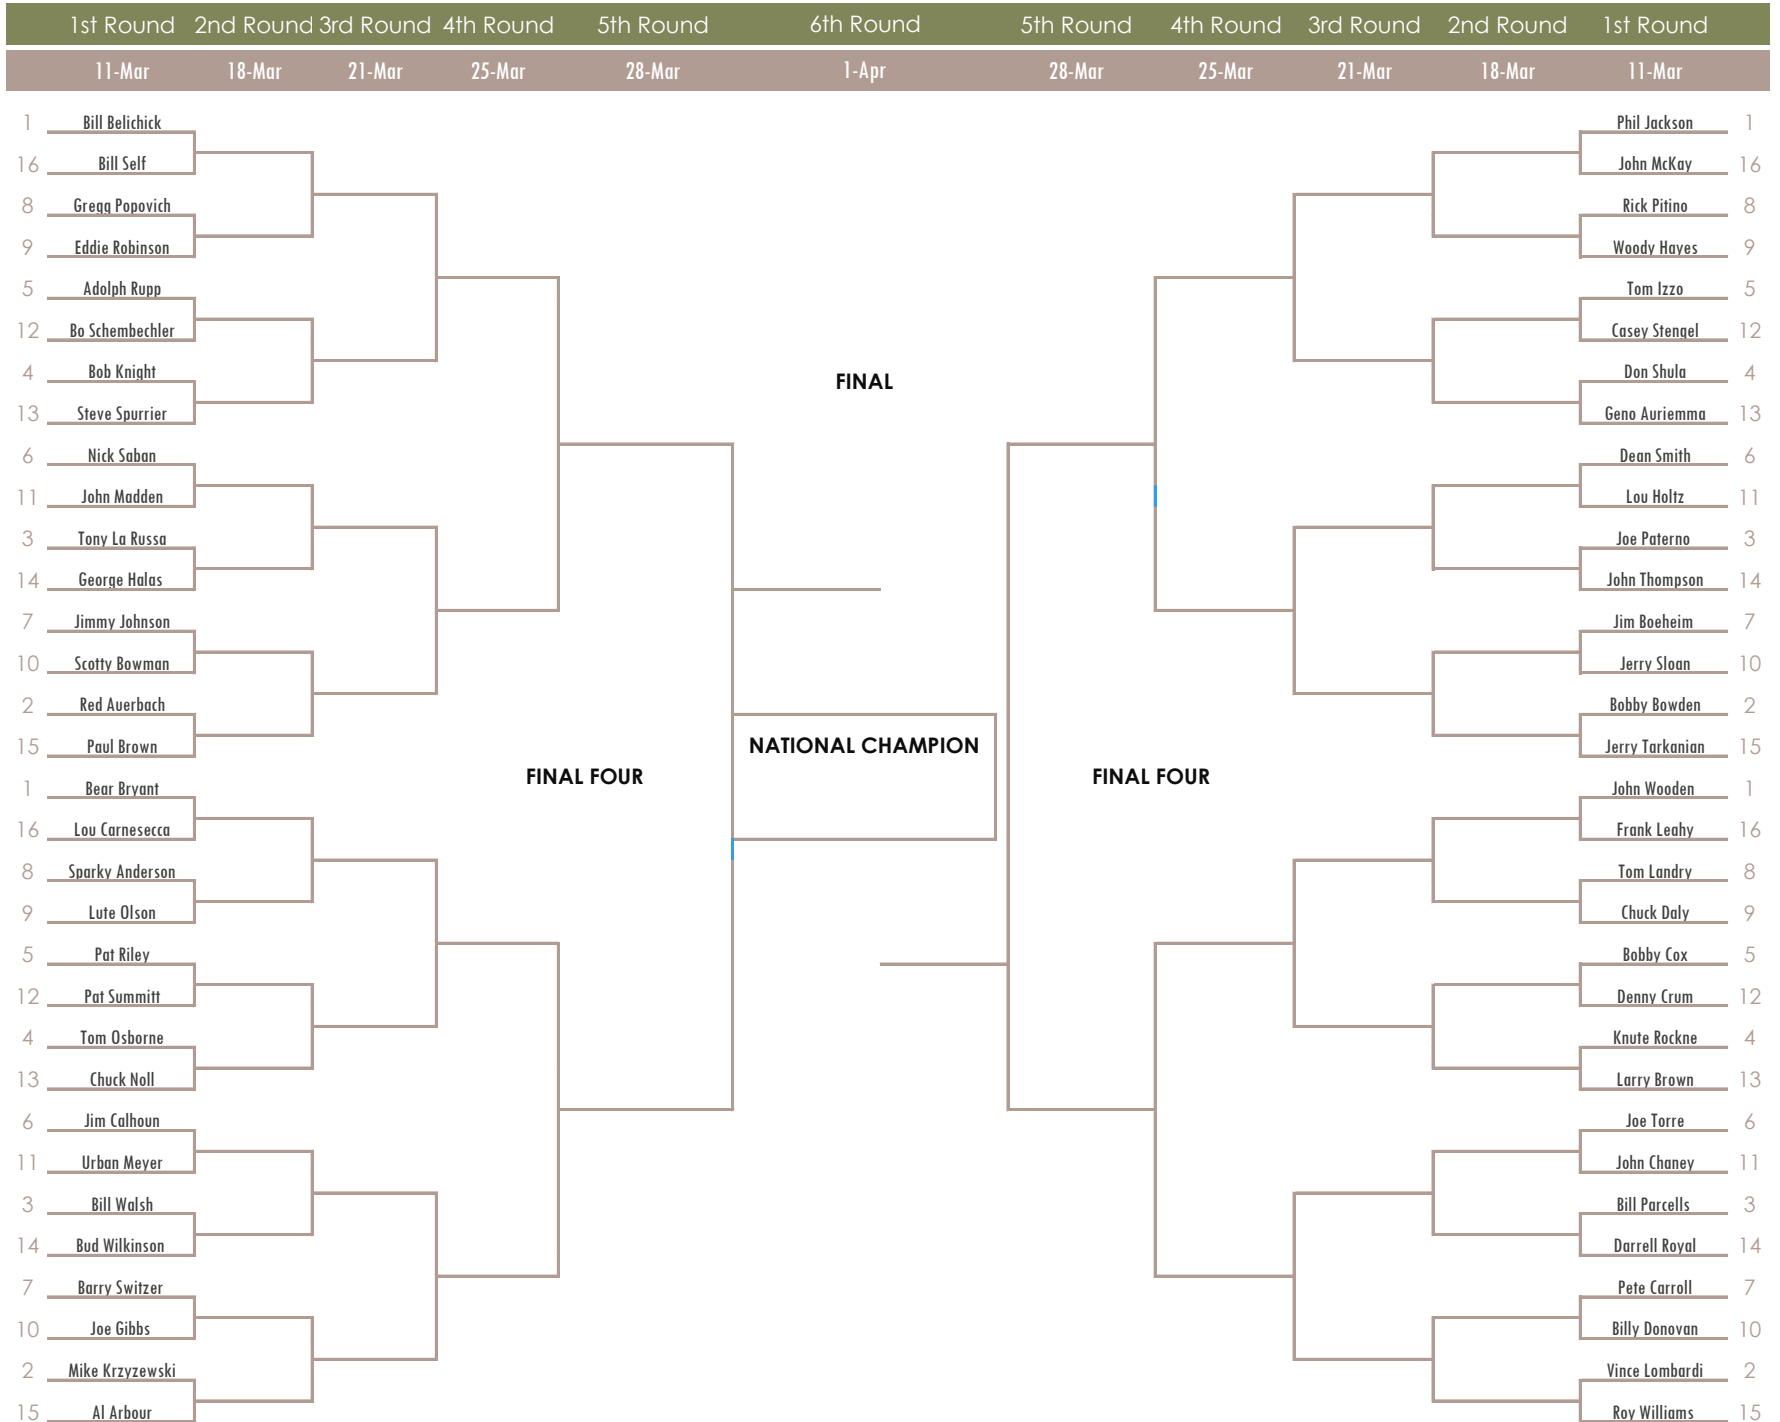 1st Round 2nd Round 3rd Round 4th Round 5th Round 6th Round 5th Round 4th Round 3rd Round 2nd Round 1st Round
11-Mar 18-Mar 21-Mar 25-Mar 28-Mar 1-Apr 28-Mar 25-Mar 21-Mar 18-Mar 11-Mar
1 Bill Belichick Phil Jackson 1
16 Bill Self John McKay 16
8 Gregg Popovich Rick Pitino 8
9 Eddie Robinson Woody Hayes 9
5 Adolph Rupp Tom Izzo 5
12 Bo Schembechler Casey Stengel 12
4 Bob Knight Don Shula 4
FINAL
13 Steve Spurrier Geno Auriemma 13
6 Nick Saban Dean Smith 6
11 John Madden Lou Holtz 11
3 Tony La Russa Joe Paterno 3
14 George Halas John Thompson 14
7 Jimmy Johnson Jim Boeheim 7
10 Scotty Bowman Jerry Sloan 10
2 Red Auerbach Bobby Bowden 2
15 Paul Brown NATIONAL CHAMPION Jerry Tarkanian 15
FINAL FOUR FINAL FOUR
1 Bear Bryant John Wooden 1
16 Lou Carnesecca Frank Leahy 16
8 Sparky Anderson Tom Landry 8
9 Lute Olson Chuck Daly 9
5 Pat Riley Bobby Cox 5
12 Pat Summitt Denny Crum 12
4 Tom Osborne Knute Rockne 4
13 Chuck Noll Larry Brown 13
6 Jim Calhoun Joe Torre 6
11 Urban Meyer John Chaney 11
3 Bill Walsh Bill Parcells 3
14 Bud Wilkinson Darrell Royal 14
7 Barry Switzer Pete Carroll 7
10 Joe Gibbs Billy Donovan 10
2 Mike Krzyzewski Vince Lombardi 2
15 Al Arbour Roy Williams 15